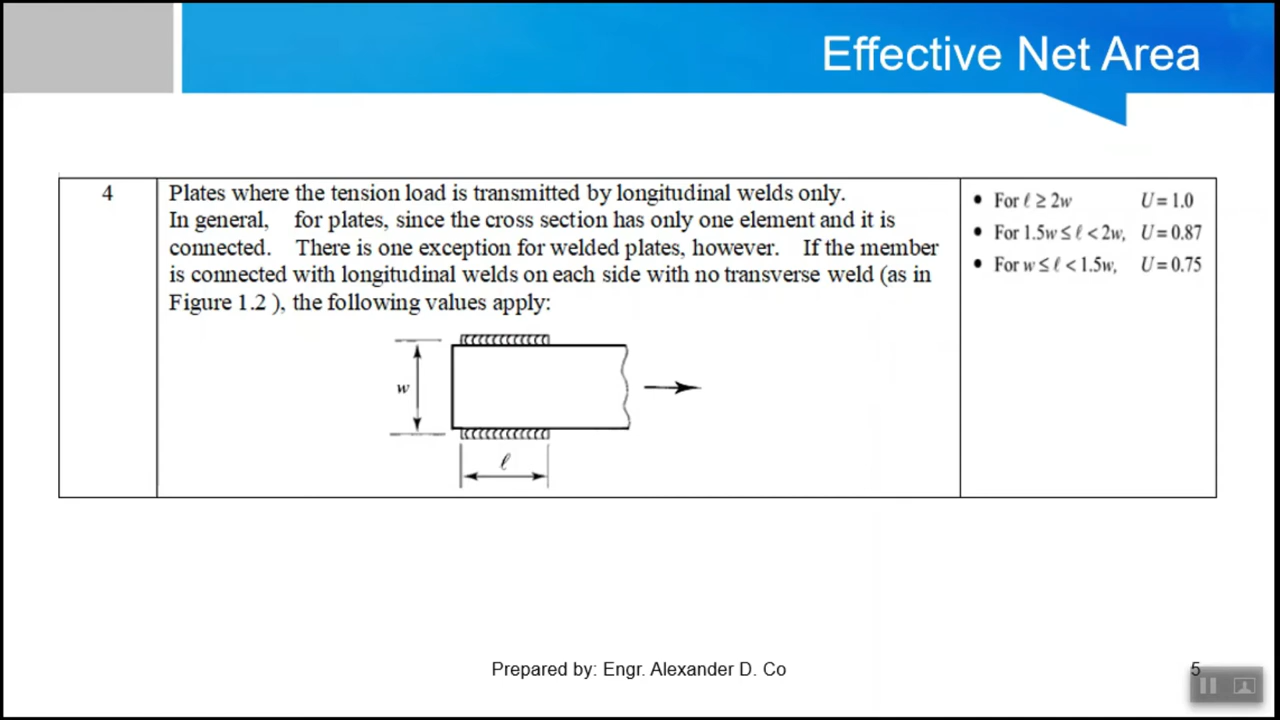 Effective Net Area
4
Plates where the tension load is transmitted by longitudinal welds only.
In general, for plates, since the cross section has only one element and it is
connected. There is one exception for welded plates, however. If the member
is connected with longitudinal welds on each side with no transverse weld (as in
Figure 1.2 ), the following values apply:
• For ℓ ≥ 2w U = 1.0
• For 1.5w ≤ ℓ < 2w, U = 0.87
• For w ≤ ℓ < 1.5w, U = 0.75
w
ℓ
Prepared by: Engr. Alexander D. Co
5